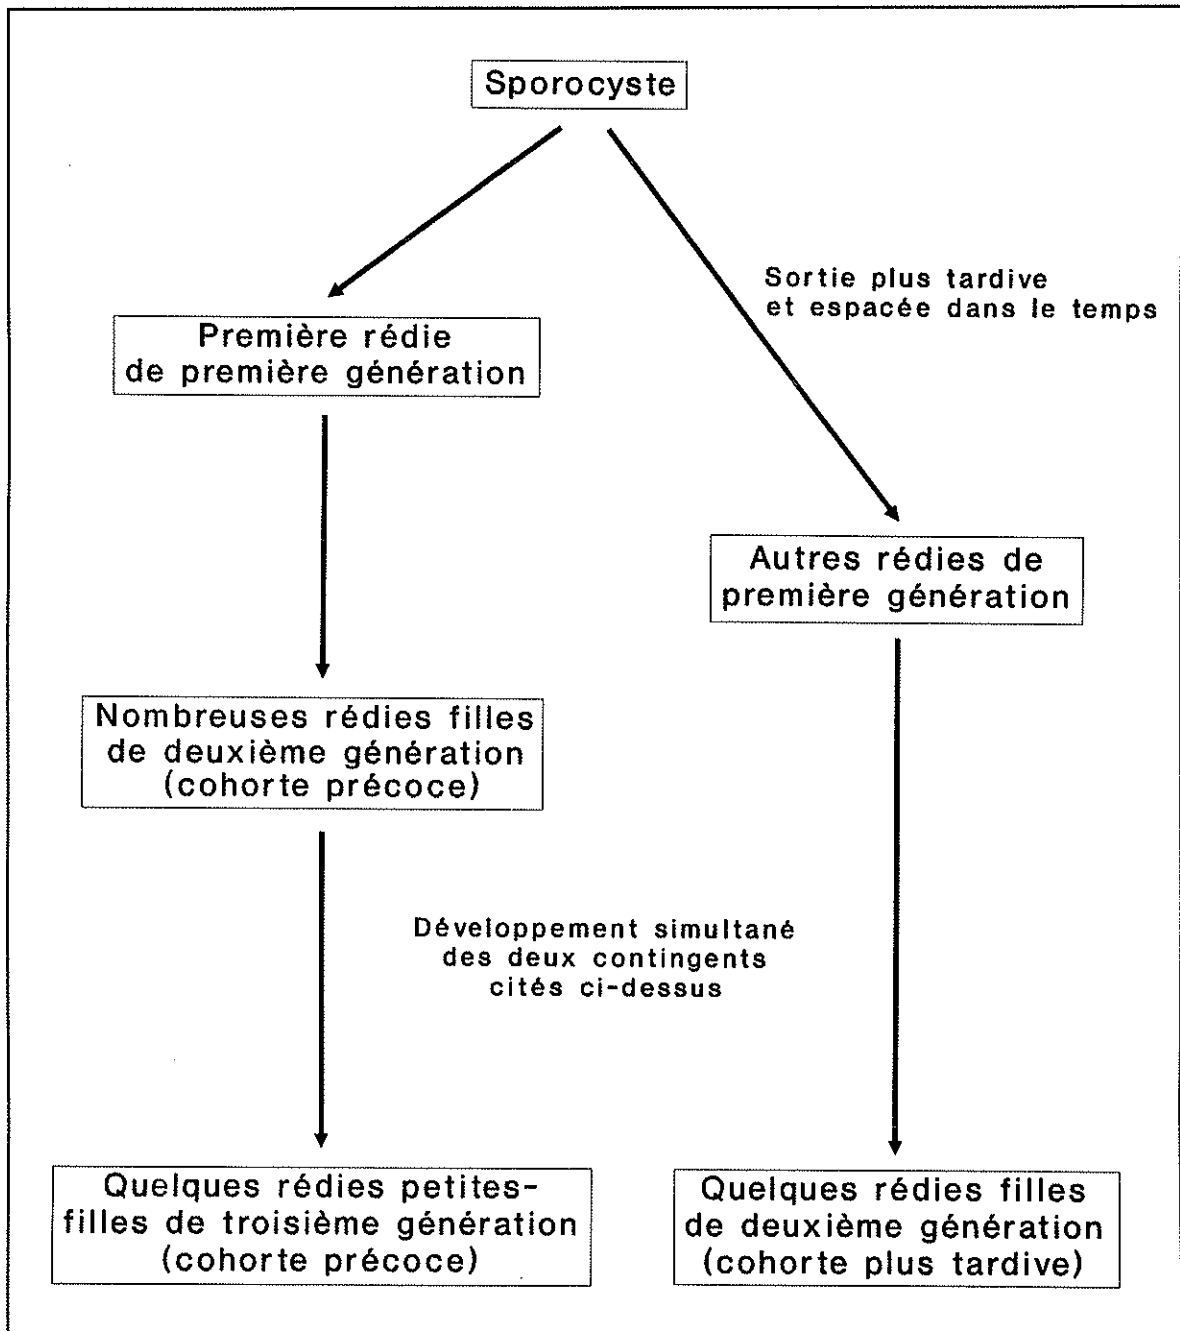 Sporocyste
Sortie plus tardive
et espacée dans le temps
Première rédie
de première génération
Autres rédies de
première génération
Nombreuses rédies filles
de deuxième génération
(cohorte précoce)
Développement simultané
des deux contingents
cités ci-dessus
Quelques rédies petites-
filles de troisième génération
(cohorte précoce)
Quelques rédies filles
de deuxième génération
(cohorte plus tardive)